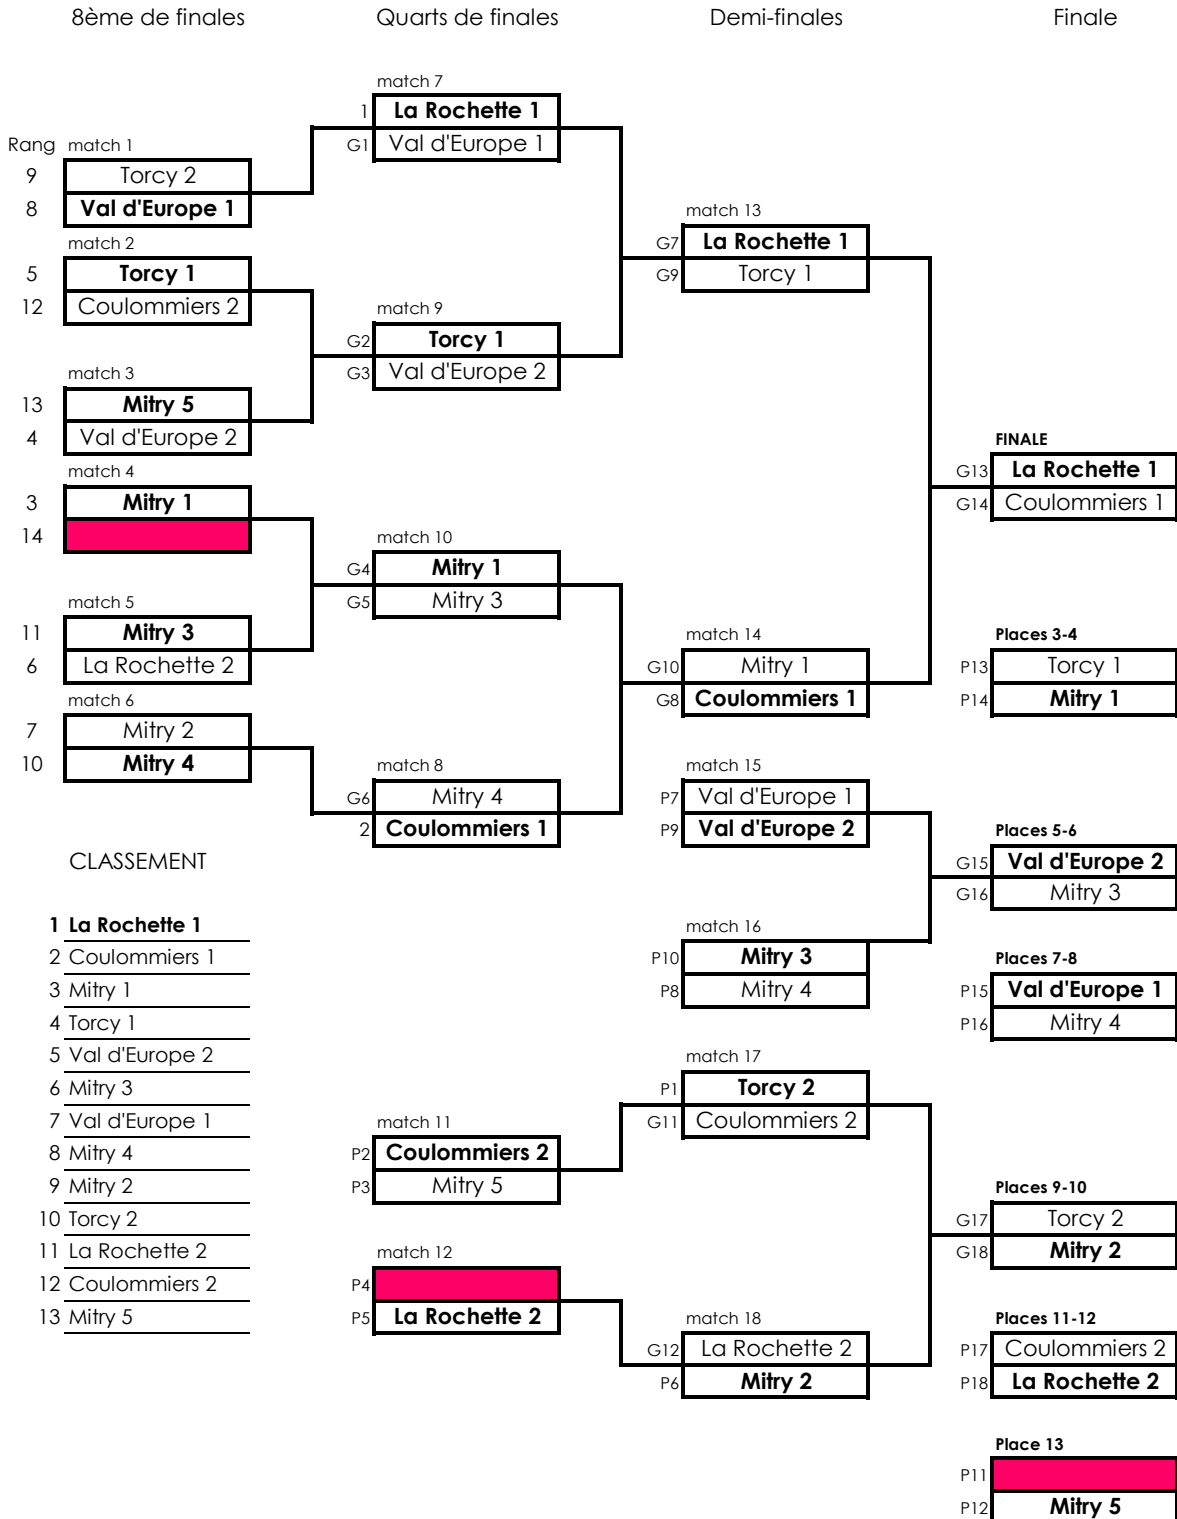 8ème de finales
Quarts de finales
Demi-finales
Finale
match 7
1 La Rochette 1
G1 Val d'Europe 1
Rang match 1
9 Torcy 2
8 Val d'Europe 1
match 13
G7 La Rochette 1
G9 Torcy 1
match 2
5 Torcy 1
12 Coulommiers 2
match 9
G2 Torcy 1
G3 Val d'Europe 2
match 3
13 Mitry 5
4 Val d'Europe 2
FINALE
G13 La Rochette 1
G14 Coulommiers 1
match 4
3 Mitry 1
14
match 10
G4 Mitry 1
G5 Mitry 3
match 5
11 Mitry 3
6 La Rochette 2
match 14
G10 Mitry 1
G8 Coulommiers 1
Places 3-4
P13 Torcy 1
P14 Mitry 1
match 6
7 Mitry 2
10 Mitry 4
match 8
G6 Mitry 4
2 Coulommiers 1
match 15
P7 Val d'Europe 1
P9 Val d'Europe 2
Places 5-6
G15 Val d'Europe 2
G16 Mitry 3
CLASSEMENT
1 La Rochette 1
2 Coulommiers 1
3 Mitry 1
4 Torcy 1
5 Val d'Europe 2
6 Mitry 3
7 Val d'Europe 1
8 Mitry 4
9 Mitry 2
10 Torcy 2
11 La Rochette 2
12 Coulommiers 2
13 Mitry 5
match 16
P10 Mitry 3
P8 Mitry 4
Places 7-8
P15 Val d'Europe 1
P16 Mitry 4
match 17
P1 Torcy 2
G11 Coulommiers 2
match 11
P2 Coulommiers 2
P3 Mitry 5
Places 9-10
G17 Torcy 2
G18 Mitry 2
match 12
P4
P5 La Rochette 2
match 18
G12 La Rochette 2
P6 Mitry 2
Places 11-12
P17 Coulommiers 2
P18 La Rochette 2
Place 13
P11
P12 Mitry 5